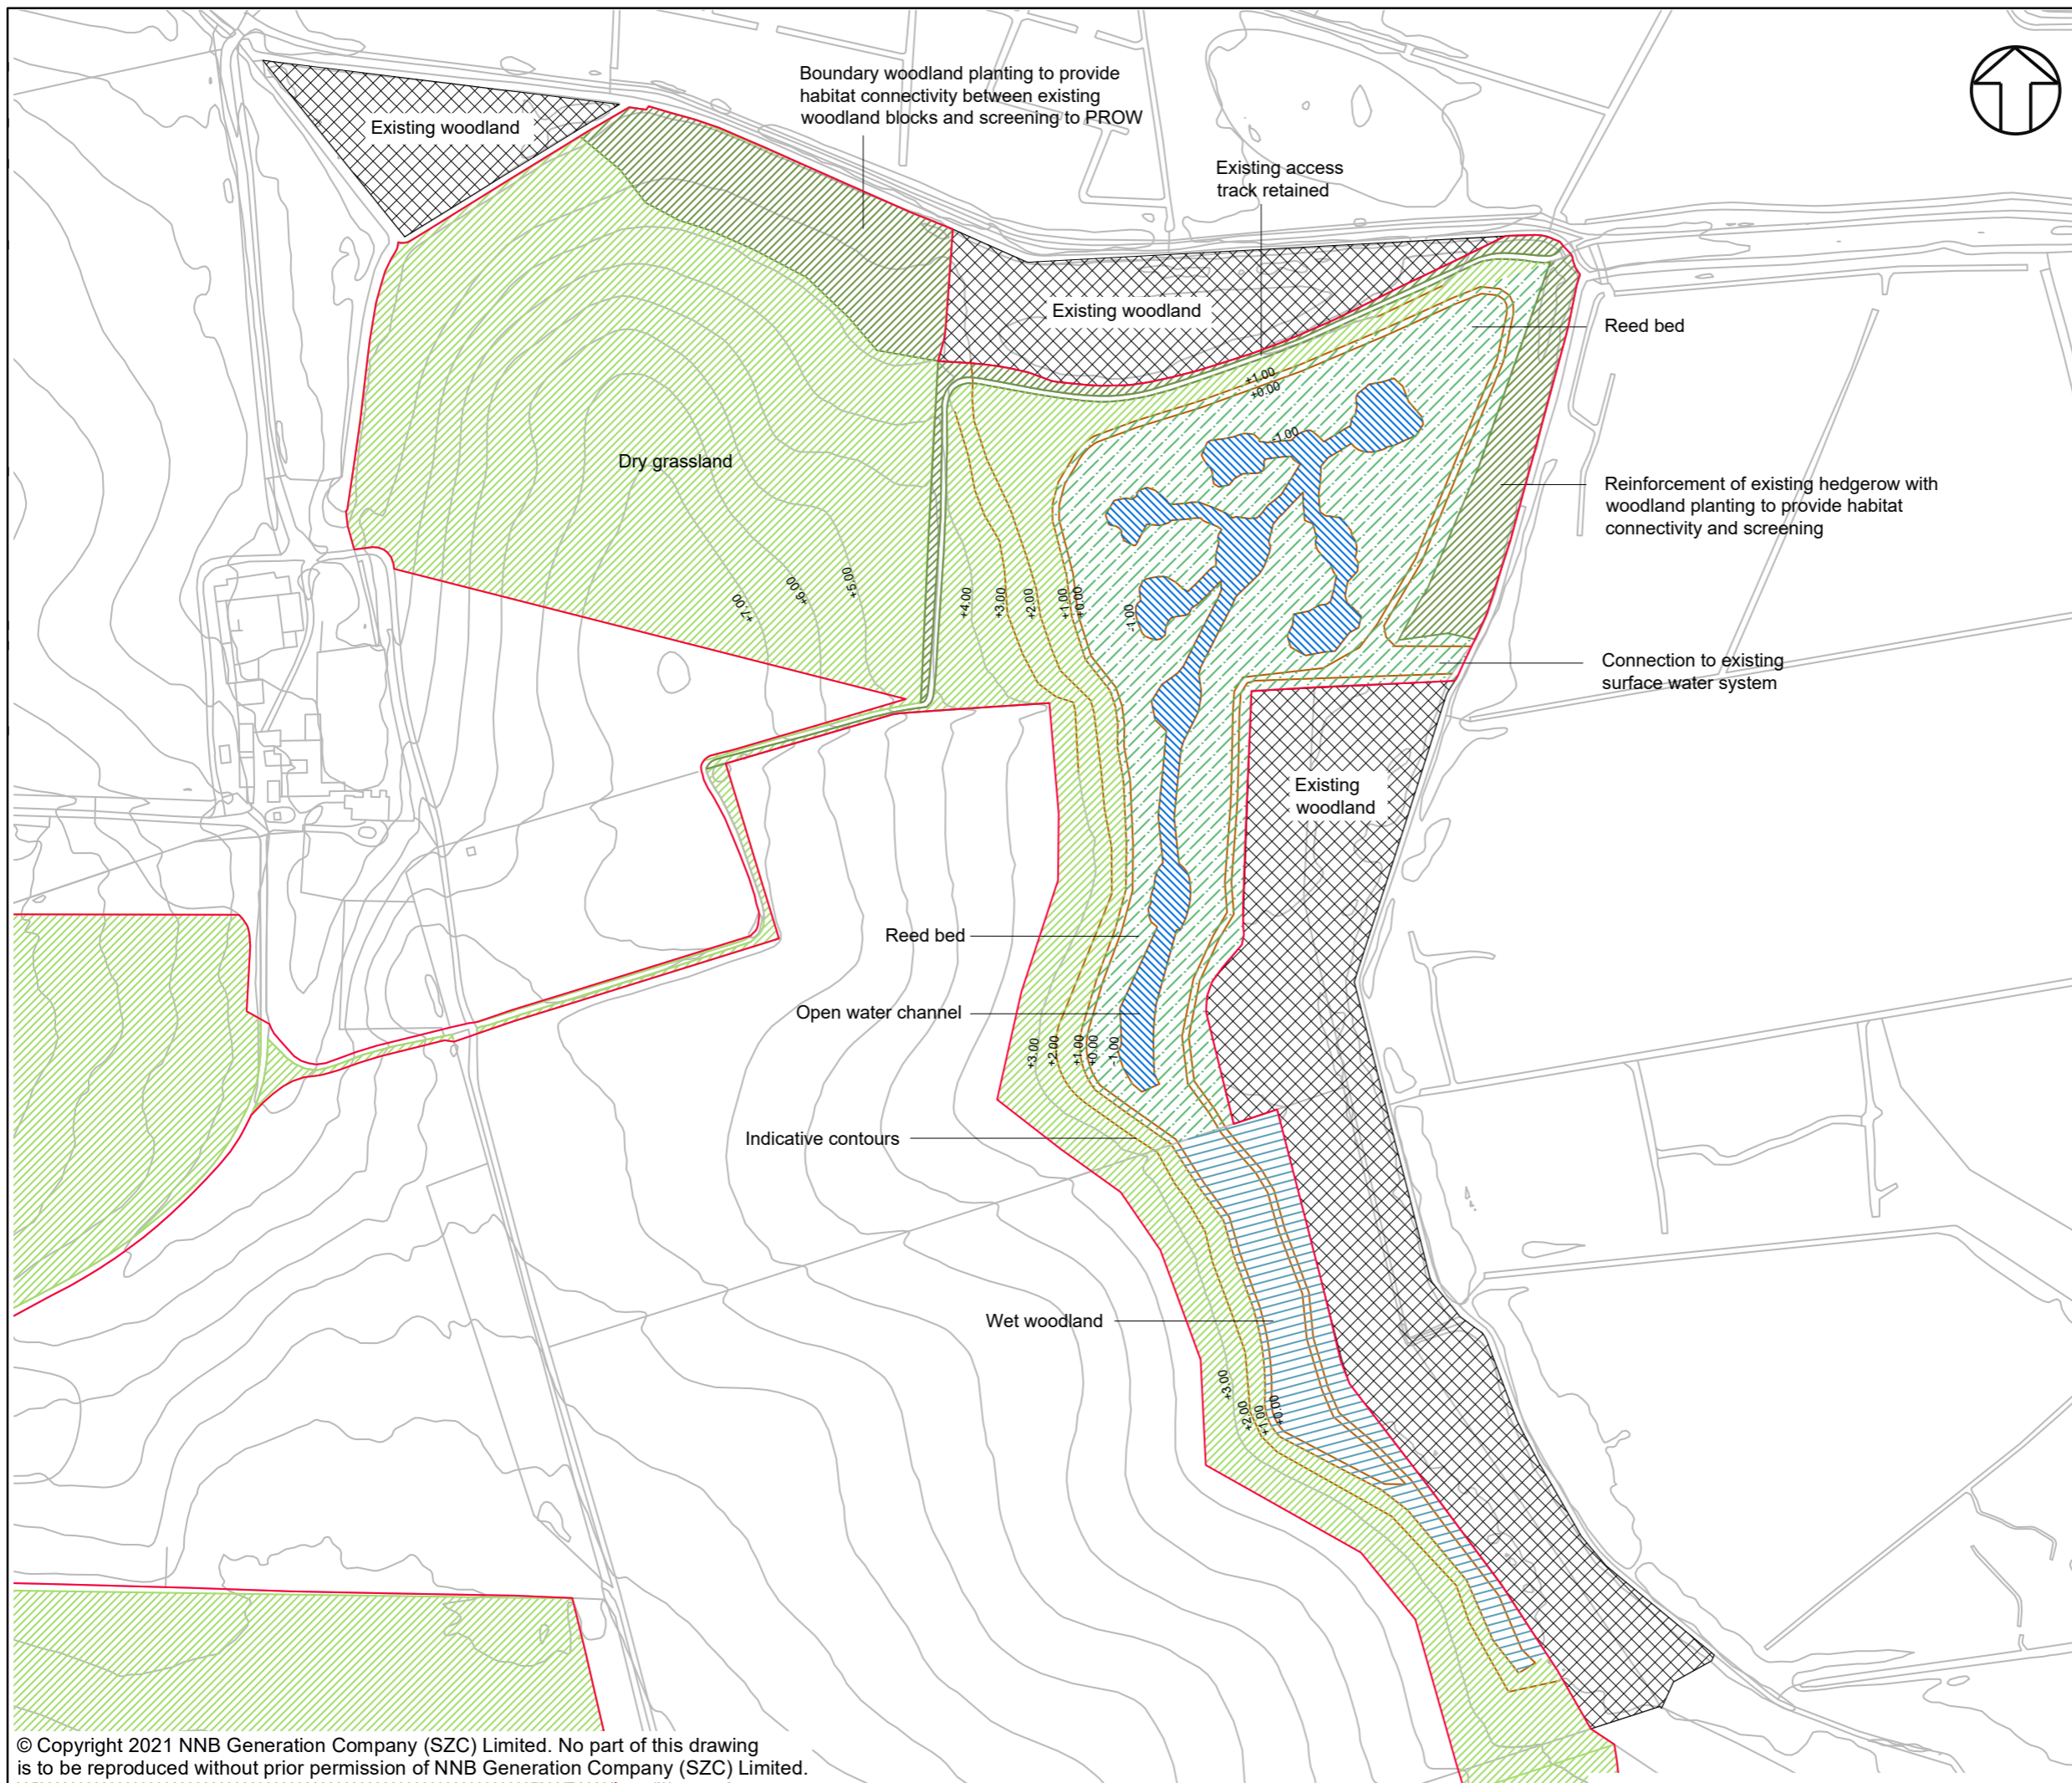 Boundary woodland planting to provide
habitat connectivity between existing
woodland blocks and screening to PROW
Existing woodland
Existing access
track retained
Existing woodland
Reed bed
+1.00
+0.00
-1.00
Dry grassland
Reinforcement of existing hedgerow with
woodland planting to provide habitat
connectivity and screening
+7.00
+6.00
+5.00
+4.00
+3.00
+2.00
+1.00
+0.00
-1.00
Connection to existing
surface water system
Existing
woodland
Reed bed
Open water channel
+3.00
+2.00
+1.00
+0.00
-1.00
Indicative contours
Wet woodland
+3.00
+2.00
+1.00
+0.00
© Copyright 2021 NNB Generation Company (SZC) Limited. No part of this drawing
is to be reproduced without prior permission of NNB Generation Company (SZC) Limited.